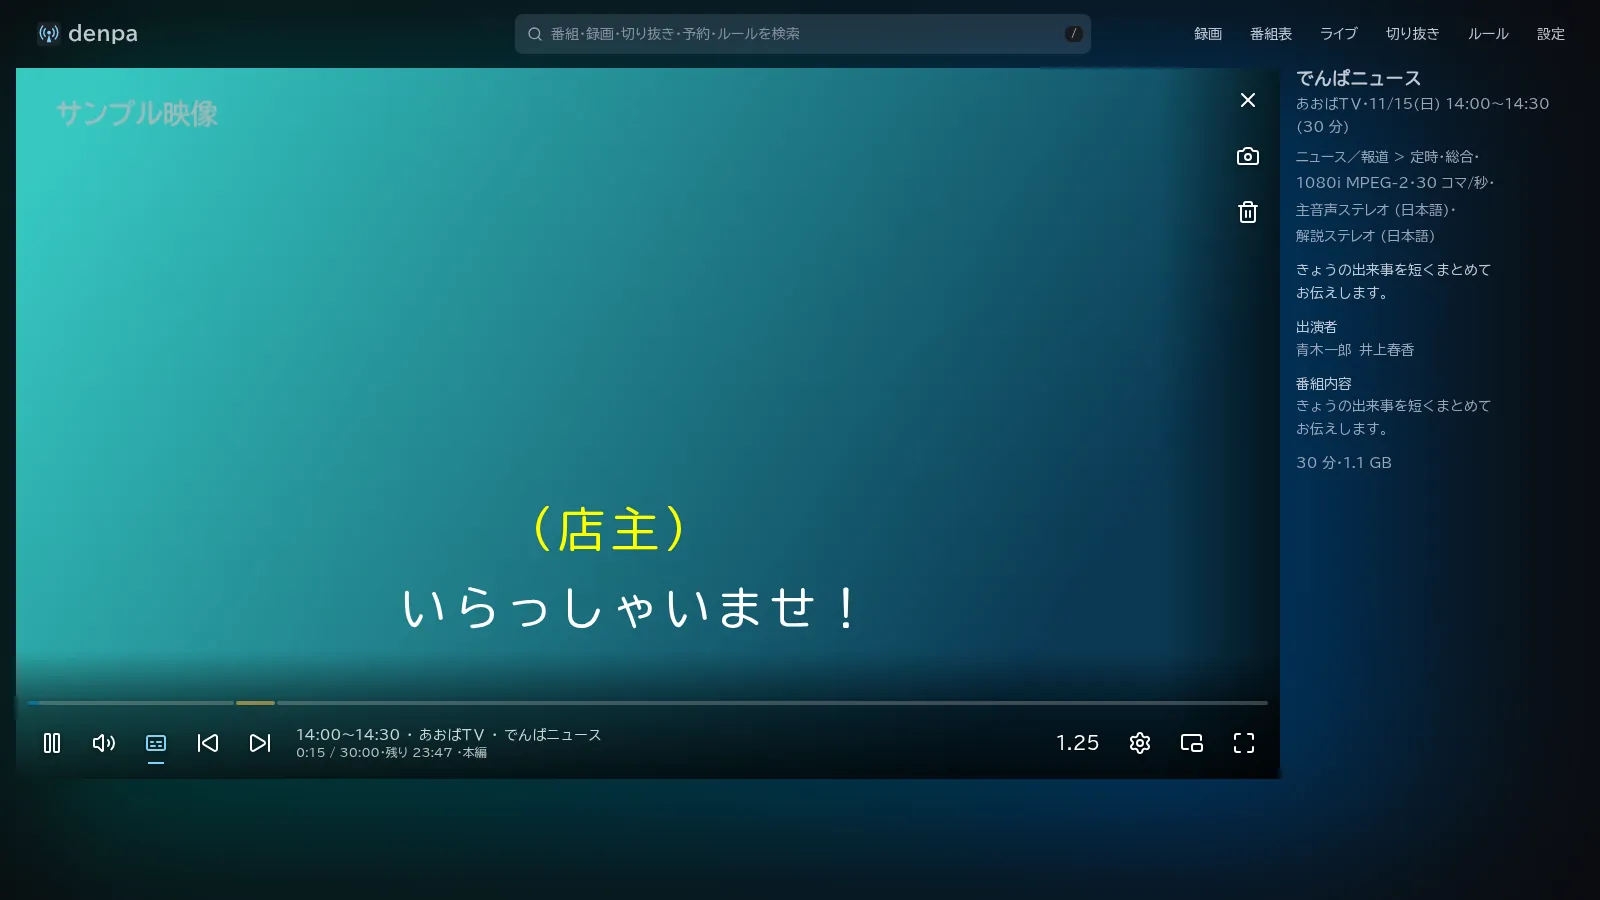 denpa
番組・録画・切り抜き・予約・ルールを検索
/
録画
番組表
ライブ
切り抜き
ルール
設定
サンプル映像
(店主)
いらっしゃいませ！
14:00～14:30 ・ あおばTV ・ でんぱニュース
0:15 / 30:00・残り 23:47 ・本編
1.25
でんぱニュース
あおばTV・11/15(日) 14:00～14:30
(30 分)
ニュース／報道 > 定時・総合・
1080i MPEG-2・30 コマ/秒・
主音声ステレオ (日本語)・
解説ステレオ (日本語)
きょうの出来事を短くまとめて
お伝えします。
出演者
青木一郎 井上春香
番組内容
きょうの出来事を短くまとめて
お伝えします。
30 分・1.1 GB